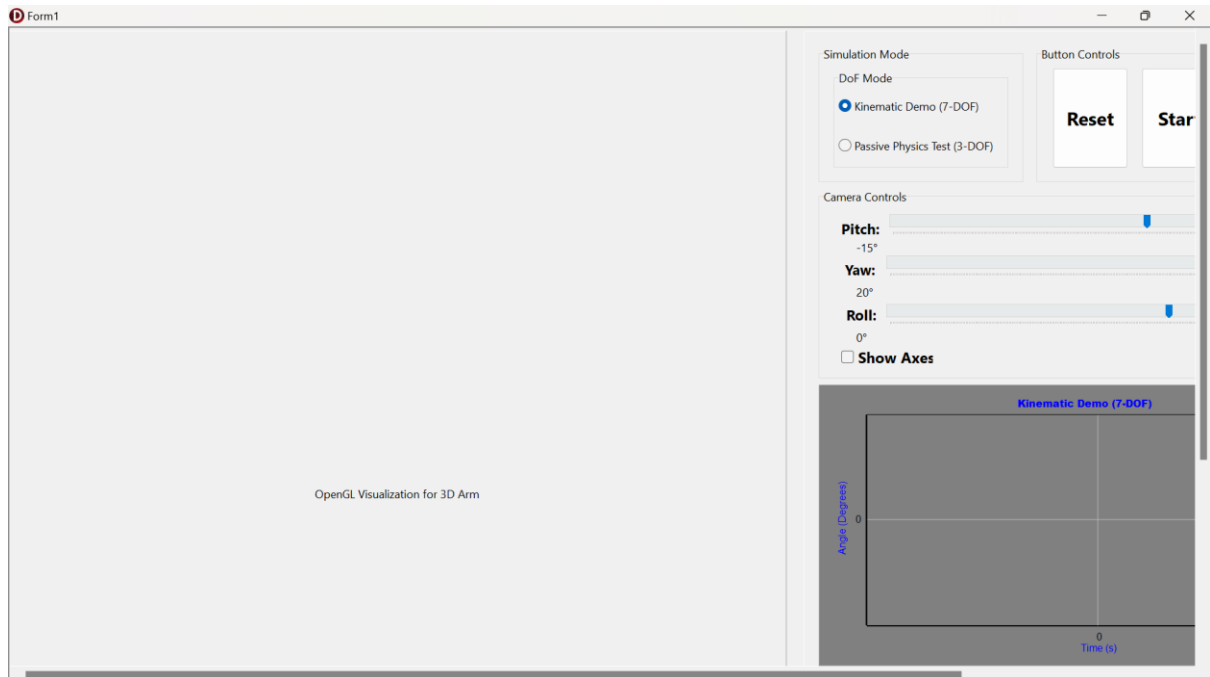 Form1
Simulation Mode
DoF Mode
Kinematic Demo (7-DOF)
Passive Physics Test (3-DOF)
Button Controls
Reset
Star
Camera Controls
Pitch:
-15°
Yaw:
20°
Roll:
0°
Show Axes
OpenGL Visualization for 3D Arm
Kinematic Demo (7-DOF)
Angle (Degrees)
0
0
Time (s)